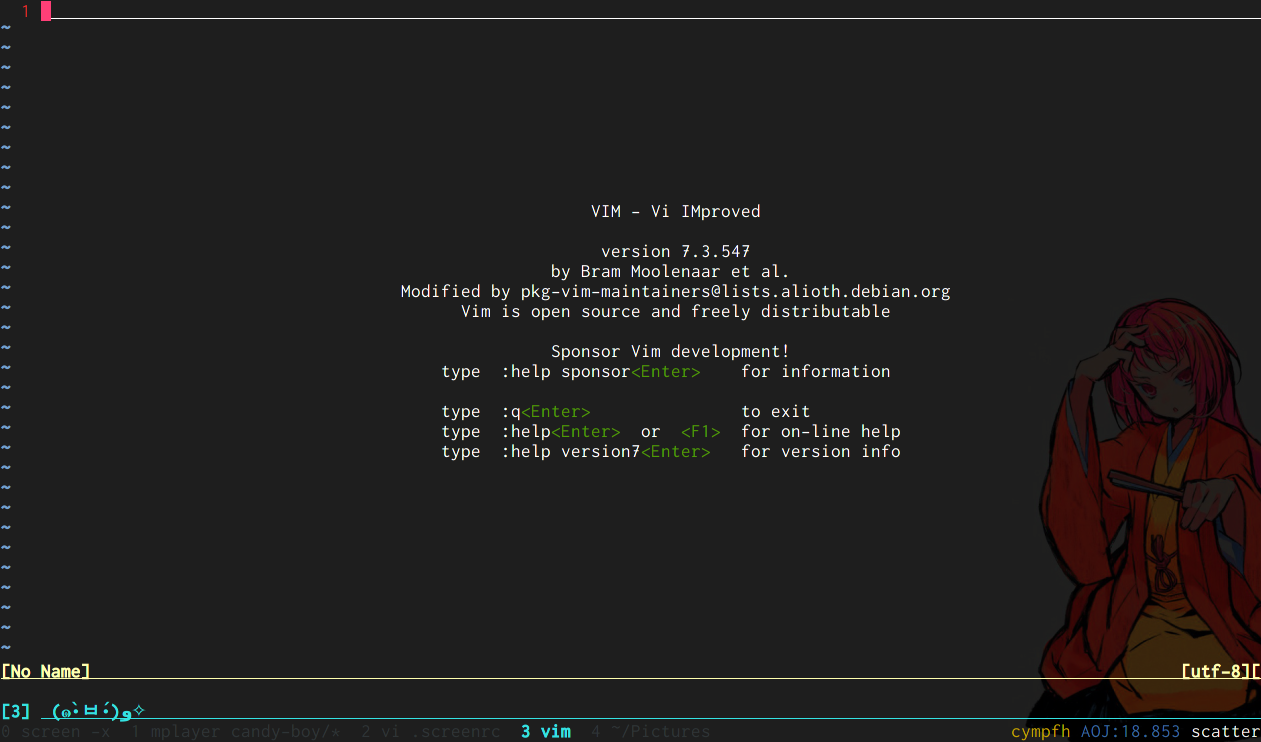 1
~
~
~
~
~
~
~
~
~
~
VIM - Vi IMproved
~
~
version 7.3.547
~
by Bram Moolenaar et al.
~
Modified by pkg-vim-maintainers@lists.alioth.debian.org
~
Vim is open source and freely distributable
~
~
Sponsor Vim development!
~
type :help sponsor<Enter> for information
~
~
type :q<Enter> to exit
~
type :help<Enter> or <F1> for on-line help
~
type :help version7<Enter> for version info
~
~
~
~
~
~
~
~
~
~
[No Name] [utf-8][
[3] (๑•̀ㅂ•́)و✧
0 screen -x 1 mplayer candy-boy/* 2 vi .screenrc 3 vim 4 ~/Pictures cympfh AOJ:18.853 scatter